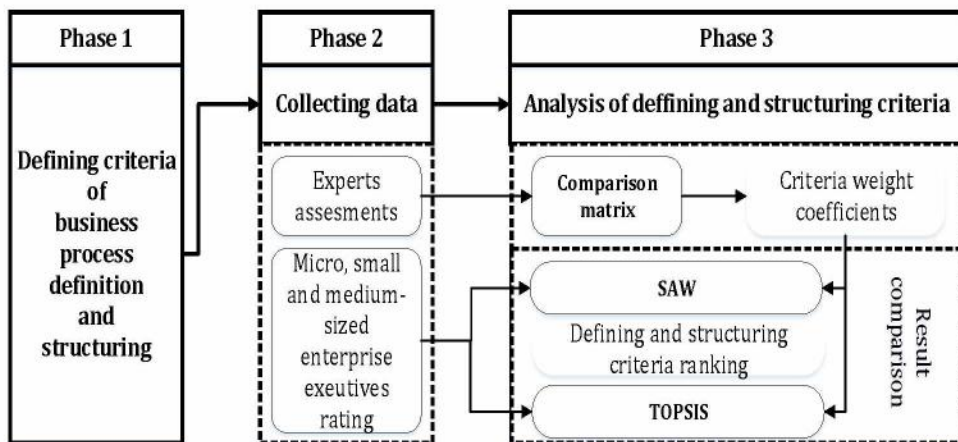 Phase 1
Defining criteria
of
business
process
definition
and
structuring
Phase 2
Collecting data
Experts
assesments
Micro, small
and medium-
sized
enterprise
exeutives
rating
Phase 3
Analysis of deffining and structuring criteria
Comparison
matrix
Criteria weight
coefficients
SAW
Defining and structuring
criteria ranking
TOPSIS
Result
comparison